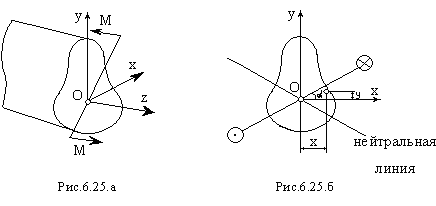 y
M
x
O
z
M
Рис.6.25.а
y
O
α
y
x
x
нейтральная
линия
Рис.6.25.б